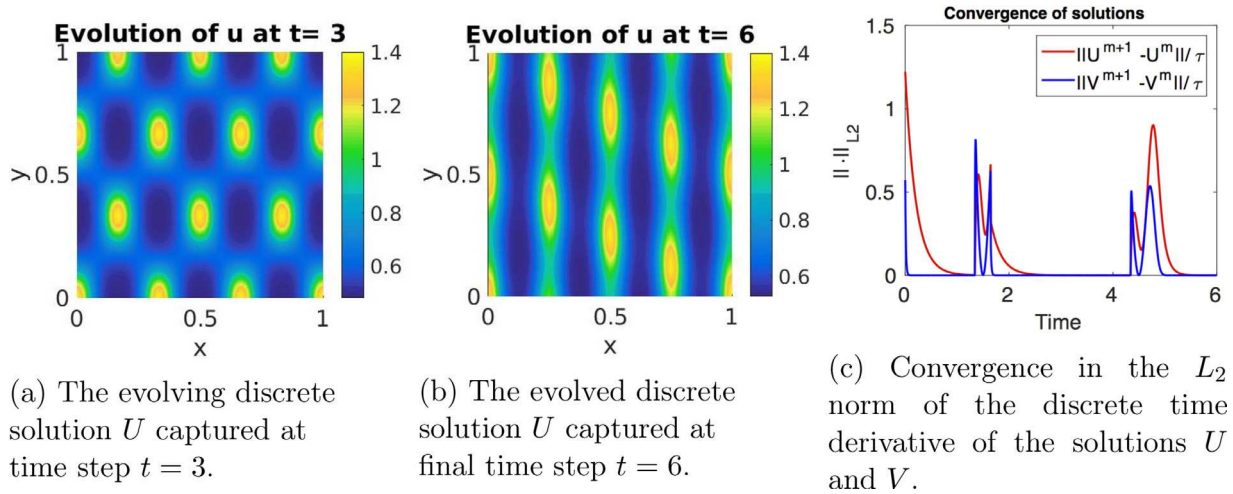 Evolution of u at t= 3
1
0.5
0
y
0
0.5
1
x
1.4
1.2
1
0.8
0.6
Evolution of u at t= 6
1
0.5
0
y
0
0.5
1
x
1.4
1.2
1
0.8
0.6
Convergence of solutions
1.5
1
0.5
0
|| · ||L2
||U^m+1 -U^m||/ τ
||V^m+1 -V^m||/ τ
0
2
4
6
Time
(a) The evolving discrete
solution U captured at
time step t = 3.
(b) The evolved discrete
solution U captured at
final time step t = 6.
(c) Convergence in the L2
norm of the discrete time
derivative of the solutions U
and V.